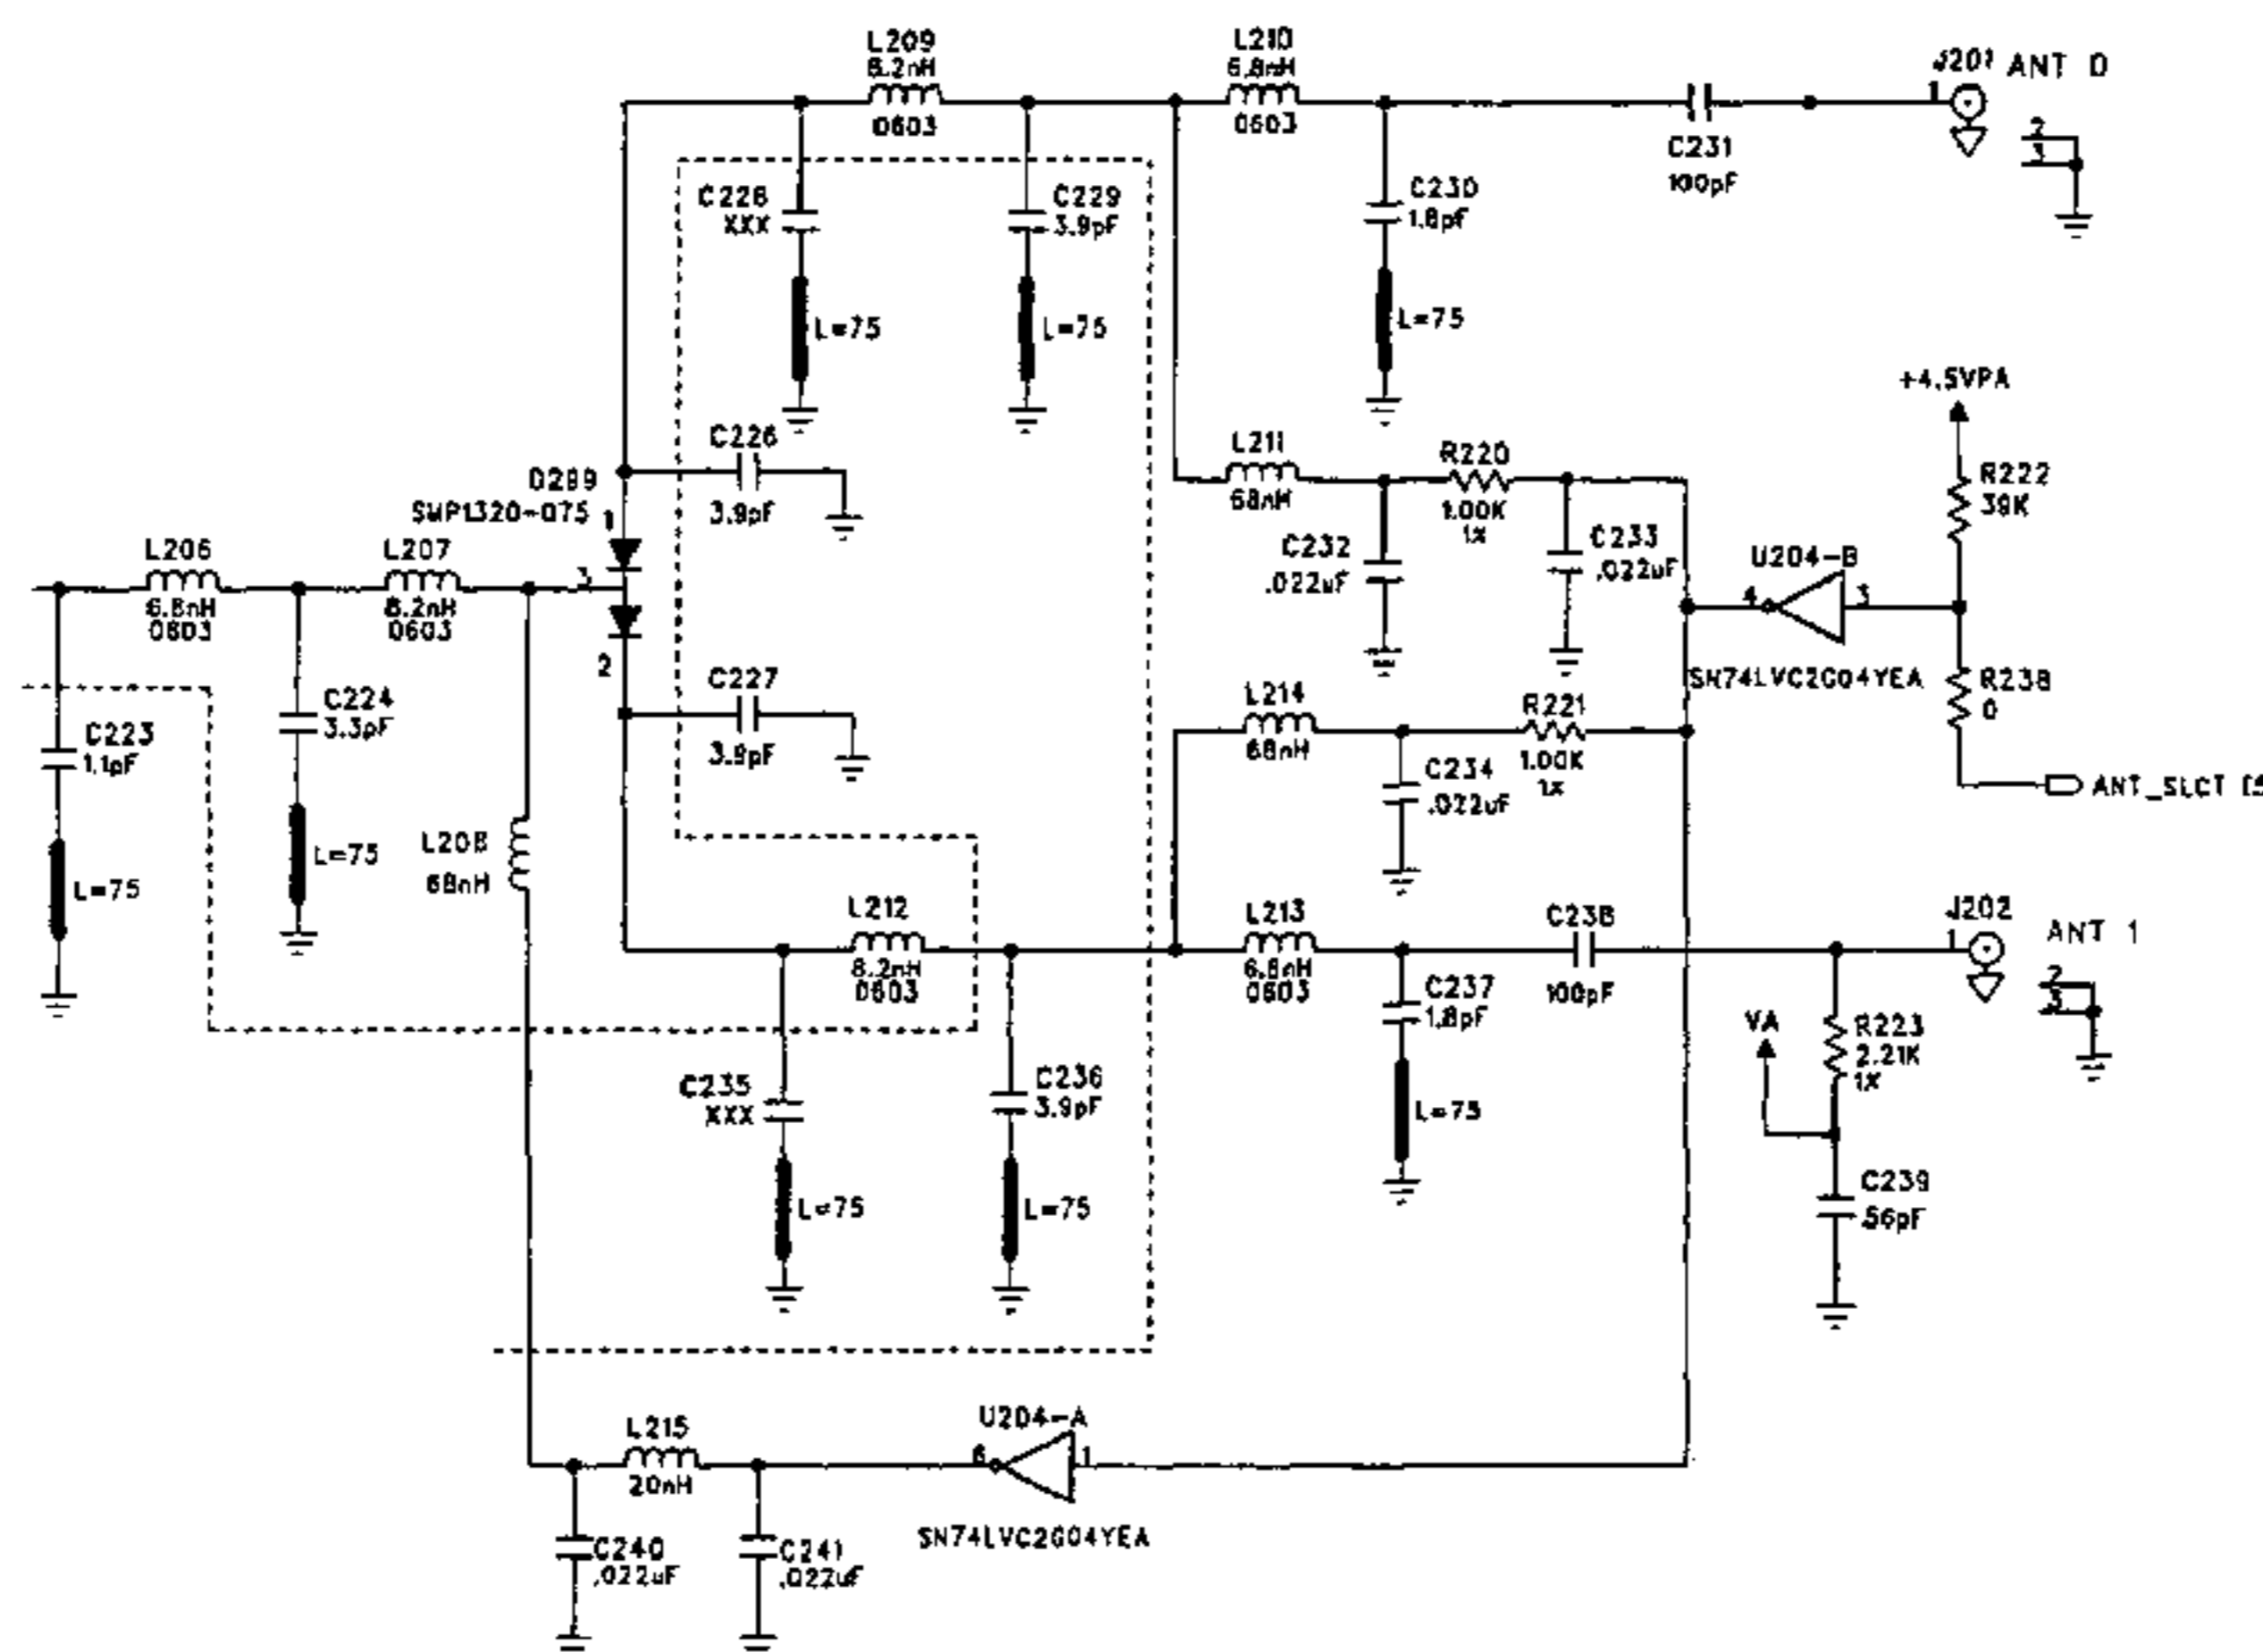 L209
8.2nH
0603
L210
6.8nH
0603
J201 ANT 0
1
2
3
C231
100pF
C228
XXX
L=75
C229
3.9pF
L=75
C230
1.8pF
L=75
+4.5VPA
R222
39K
C226
3.9pF
D299
SMP1320-075
1
3
2
L211
68nH
R220
1.00K
1%
C232
.022uF
C233
.022uF
U204-B
4
3
SN74LVC2G04YEA
R238
0
ANT_SLCT
L206
6.8nH
0603
L207
8.2nH
0603
C223
1.1pF
L=75
C224
3.3pF
L=75
C227
3.9pF
L214
68nH
R221
1.00K
1%
C234
.022uF
L208
68nH
L212
8.2nH
0603
L213
6.8nH
0603
C238
100pF
J202
1
ANT 1
2
3
C237
1.8pF
L=75
VA
R223
2.21K
1%
C235
XXX
L=75
C236
3.9pF
L=75
C239
.56pF
L215
20nH
U204-A
6
1
SN74LVC2G04YEA
C240
.022uF
C241
.022uF